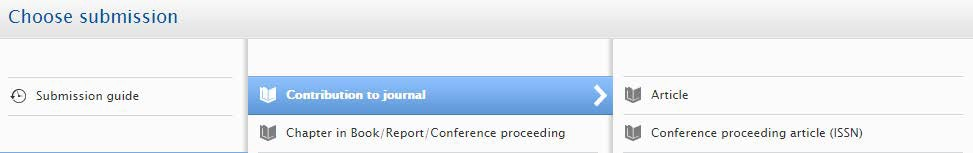 Choose submission
Submission guide
Contribution to journal
Chapter in Book/Report/Conference proceeding
Article
Conference proceeding article (ISSN)